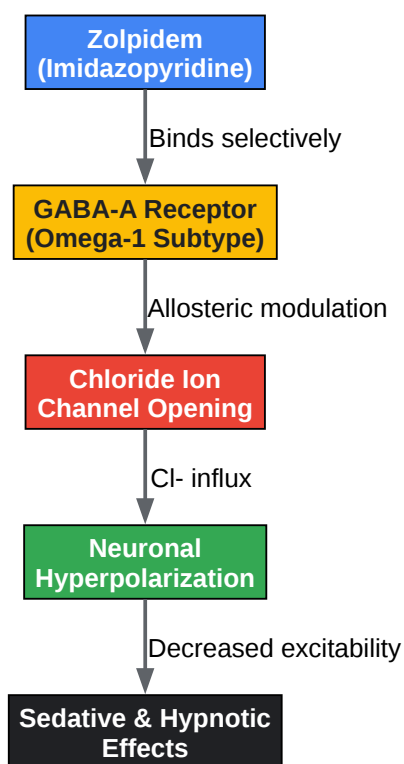 Zolpidem
(Imidazopyridine)
Binds selectively
GABA-A Receptor
(Omega-1 Subtype)
Allosteric modulation
Chloride Ion
Channel Opening
Cl- influx
Neuronal
Hyperpolarization
Decreased excitability
Sedative & Hypnotic
Effects